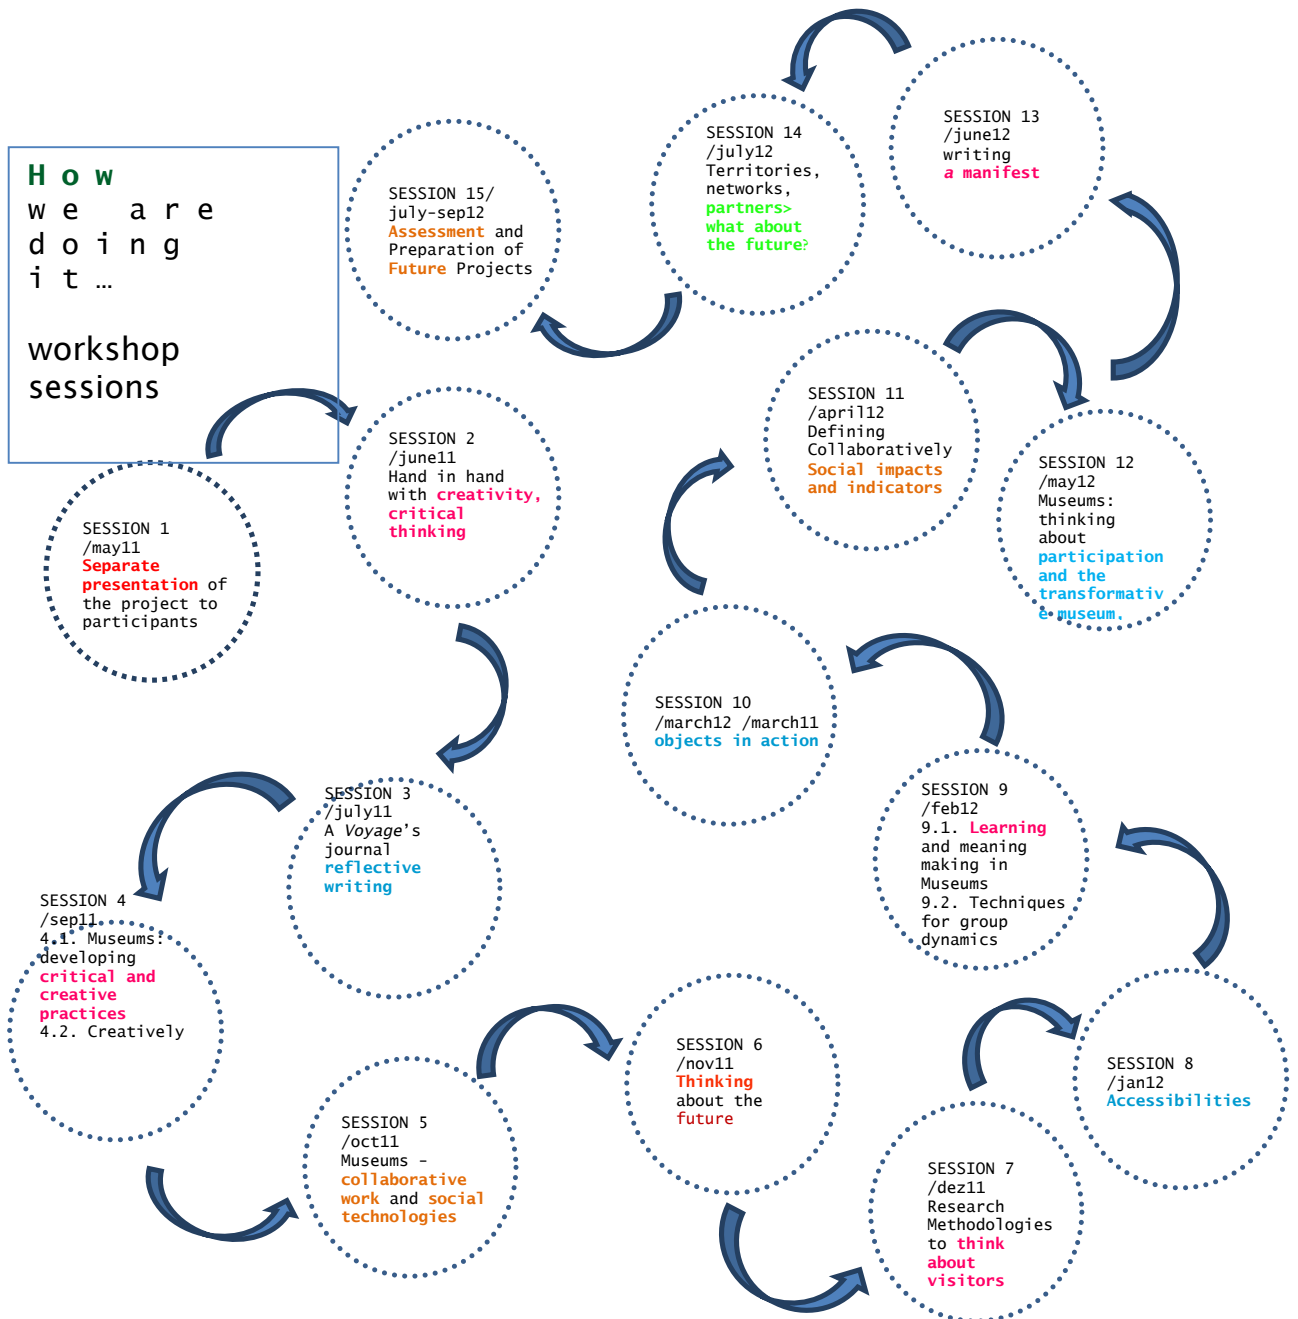 How
we are
doing
it…
workshop
sessions
SESSION 1
/may11
Separate
presentation of
the project to
participants
SESSION 2
/june11
Hand in hand
with creativity,
critical
thinking
SESSION 3
/july11
A Voyage's
journal
reflective
writing
SESSION 4
/sep11
4.1. Museums:
developing
critical and
creative
practices
4.2. Creatively
SESSION 5
/oct11
Museums –
collaborative
work and social
technologies
SESSION 6
/nov11
Thinking
about the
future
SESSION 7
/dez11
Research
Methodologies
to think
about
visitors
SESSION 8
/jan12
Accessibilities
SESSION 9
/feb12
9.1. Learning
and meaning
making in
Museums
9.2. Techniques
for group
dynamics
SESSION 10
/march12 /march11
objects in action
SESSION 11
/april12
Defining
Collaboratively
Social impacts
and indicators
SESSION 12
/may12
Museums:
thinking
about
participation
and the
transformativ
e museum.
SESSION 13
/june12
writing
a manifest
SESSION 14
/july12
Territories,
networks,
partners>
what about
the future?
SESSION 15/
july-sep12
Assessment and
Preparation of
Future Projects